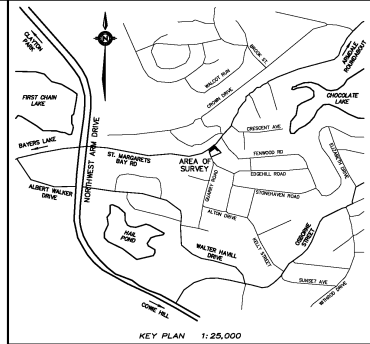 CLAYTON
PARK
N
BROOK ST.
ARMDALE
ROUNDABOUT
WALCOT RUN
CROWN DRIVE
FIRST CHAIN
LAKE
CHOCOLATE
LAKE
CRESCENT AVE.
BAYERS LAKE
NORTHWEST ARM DRIVE
ST. MARGARETS
BAY RD
AREA OF
SURVEY
FENWOOD RD
EDGEHILL ROAD
ELIZABETH DRIVE
STONEHAVEN ROAD
ALBERT WALKER
DRIVE
QUARRY ROAD
ALTON DRIVE
HAIL
POND
WALTER HAVILL
DRIVE
KELLY STREET
OSBORNE
STREET
SUNSET AVE
WITHROD DRIVE
COWIE HILL
KEY PLAN 1:25,000